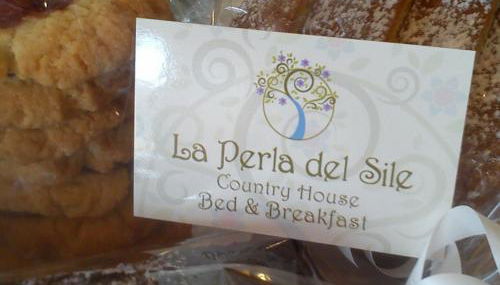 La Perla del Sile
Country House
Bed & Breakfast